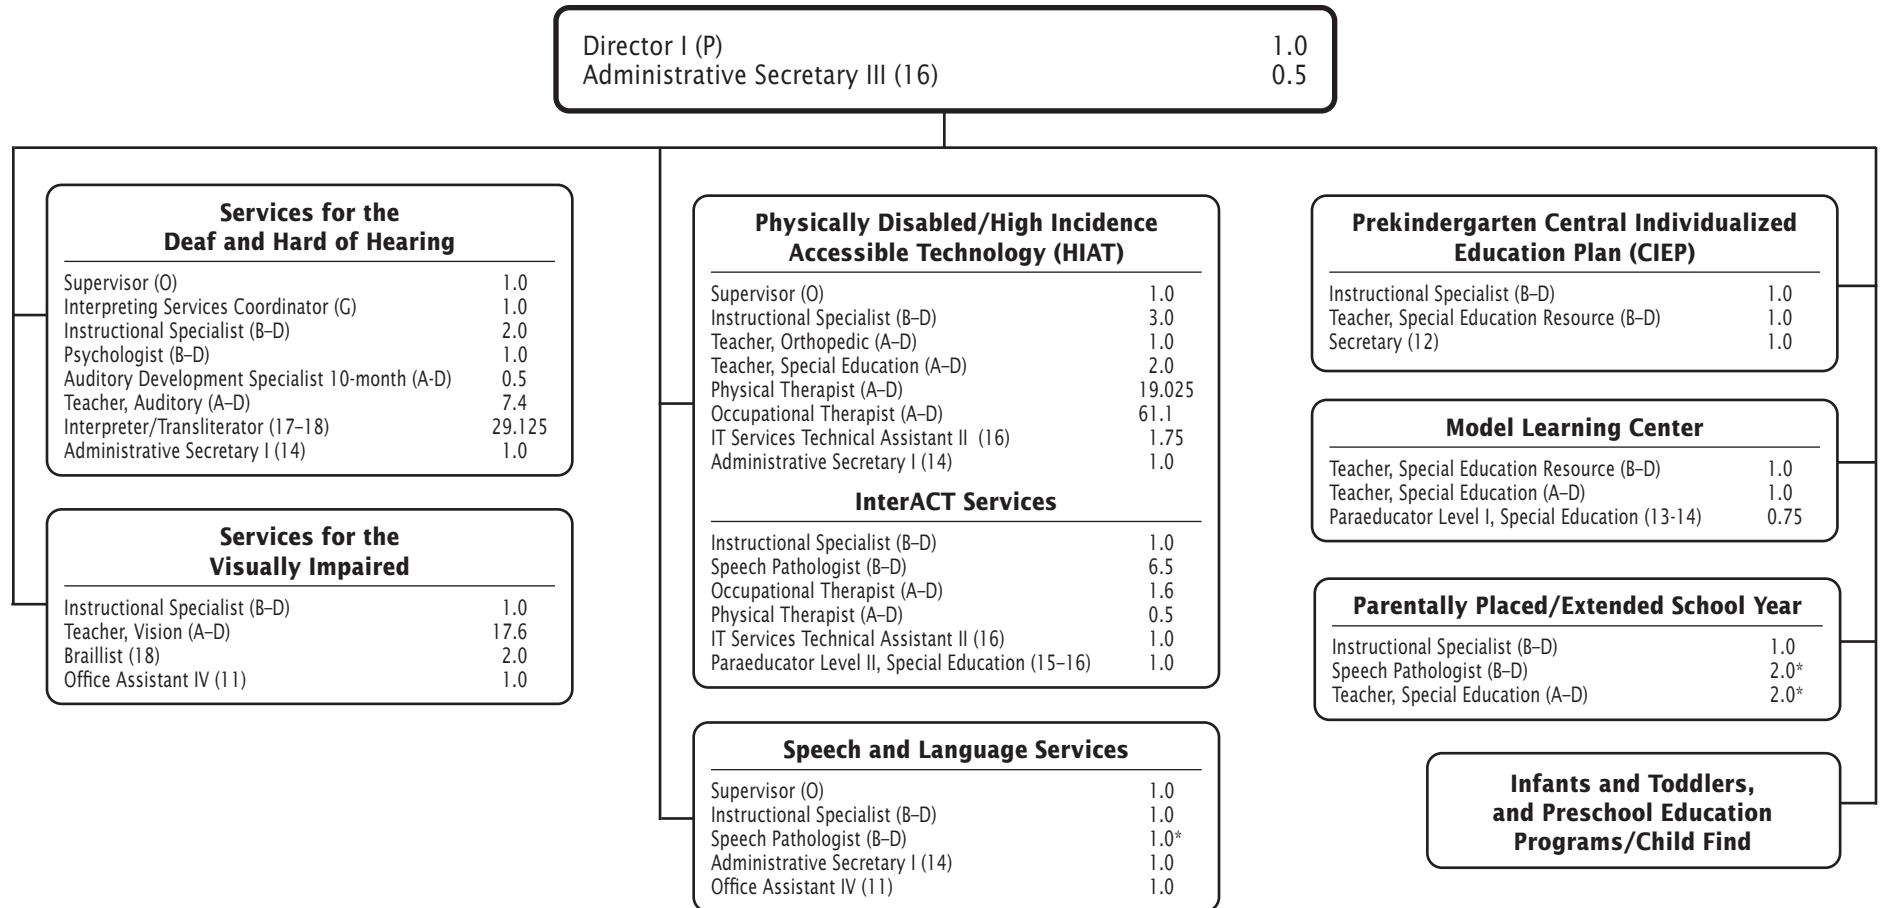 Director I (P) 1.0
Administrative Secretary III (16) 0.5
Services for the
Deaf and Hard of Hearing
Supervisor (O) 1.0
Interpreting Services Coordinator (G) 1.0
Instructional Specialist (B–D) 2.0
Psychologist (B–D) 1.0
Auditory Development Specialist 10-month (A-D) 0.5
Teacher, Auditory (A–D) 7.4
Interpreter/Transliterator (17–18) 29.125
Administrative Secretary I (14) 1.0
Services for the
Visually Impaired
Instructional Specialist (B–D) 1.0
Teacher, Vision (A–D) 17.6
Braillist (18) 2.0
Office Assistant IV (11) 1.0
Physically Disabled/High Incidence
Accessible Technology (HIAT)
Supervisor (O) 1.0
Instructional Specialist (B–D) 3.0
Teacher, Orthopedic (A–D) 1.0
Teacher, Special Education (A–D) 2.0
Physical Therapist (A–D) 19.025
Occupational Therapist (A–D) 61.1
IT Services Technical Assistant II (16) 1.75
Administrative Secretary I (14) 1.0
InterACT Services
Instructional Specialist (B–D) 1.0
Speech Pathologist (B–D) 6.5
Occupational Therapist (A–D) 1.6
Physical Therapist (A–D) 0.5
IT Services Technical Assistant II (16) 1.0
Paraeducator Level II, Special Education (15–16) 1.0
Speech and Language Services
Supervisor (O) 1.0
Instructional Specialist (B–D) 1.0
Speech Pathologist (B–D) 1.0*
Administrative Secretary I (14) 1.0
Office Assistant IV (11) 1.0
Prekindergarten Central Individualized
Education Plan (CIEP)
Instructional Specialist (B–D) 1.0
Teacher, Special Education Resource (B–D) 1.0
Secretary (12) 1.0
Model Learning Center
Teacher, Special Education Resource (B–D) 1.0
Teacher, Special Education (A–D) 1.0
Paraeducator Level I, Special Education (13-14) 0.75
Parentally Placed/Extended School Year
Instructional Specialist (B–D) 1.0
Speech Pathologist (B–D) 2.0*
Teacher, Special Education (A–D) 2.0*
Infants and Toddlers,
and Preschool Education
Programs/Child Find